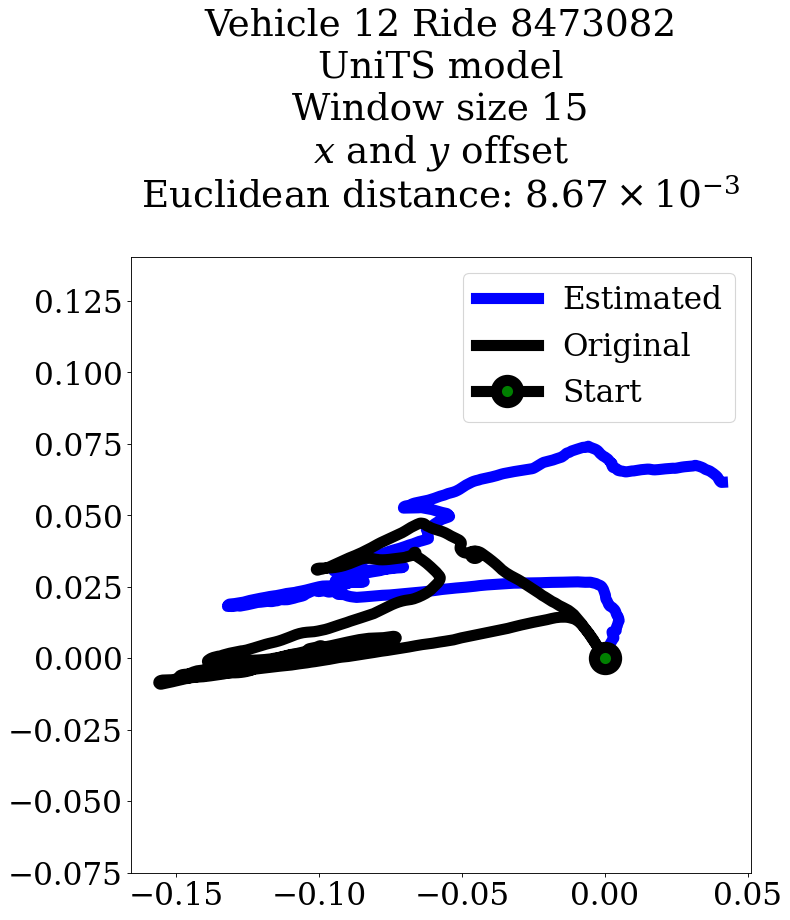 Vehicle 12 Ride 8473082
UniTS model
Window size 15
x and y offset
Euclidean distance: 8.67 × 10⁻³
Estimated
Original
Start
0.125
0.100
0.075
0.050
0.025
0.000
−0.025
−0.050
−0.075
−0.15 −0.10 −0.05 0.00 0.05